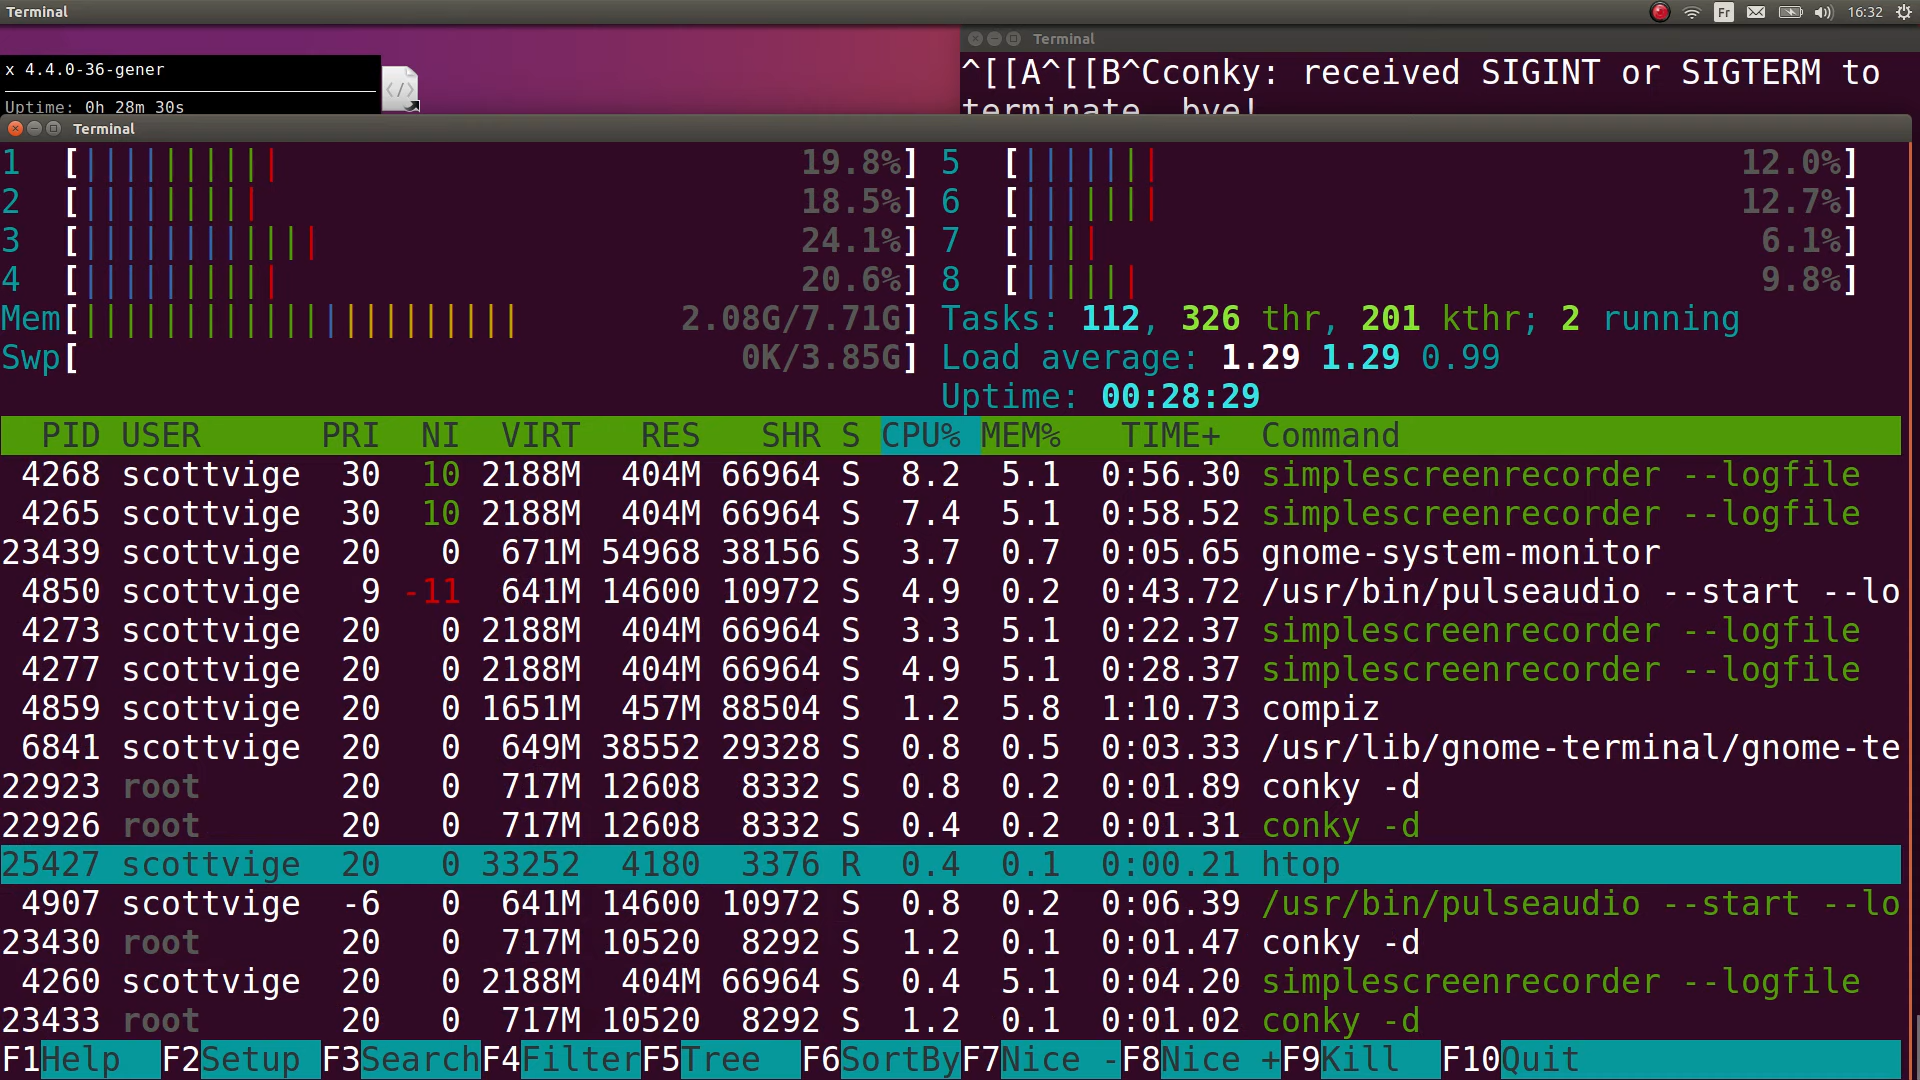 Terminal
Fr
16:32
x 4.4.0-36-gener
Uptime: 0h 28m 30s
Terminal
^[[A^[[B^Cconky: received SIGINT or SIGTERM to
terminate. bye!
Terminal
1 [||||||||||                19.8%] 5 [|||||||                12.0%]
2 [|||||||||                 18.5%] 6 [|||||||                12.7%]
3 [||||||||||||              24.1%] 7 [||||                    6.1%]
4 [||||||||||                20.6%] 8 [||||||                  9.8%]
Mem[||||||||||||||||||||||   2.08G/7.71G] Tasks: 112, 326 thr, 201 kthr; 2 running
Swp[                         0K/3.85G] Load average: 1.29 1.29 0.99
Uptime: 00:28:29
PID USER PRI NI VIRT RES SHR S CPU% MEM% TIME+ Command
4268 scottvige 30 10 2188M 404M 66964 S 8.2 5.1 0:56.30 simplescreenrecorder --logfile
4265 scottvige 30 10 2188M 404M 66964 S 7.4 5.1 0:58.52 simplescreenrecorder --logfile
23439 scottvige 20 0 671M 54968 38156 S 3.7 0.7 0:05.65 gnome-system-monitor
4850 scottvige 9 -11 641M 14600 10972 S 4.9 0.2 0:43.72 /usr/bin/pulseaudio --start --lo
4273 scottvige 20 0 2188M 404M 66964 S 3.3 5.1 0:22.37 simplescreenrecorder --logfile
4277 scottvige 20 0 2188M 404M 66964 S 4.9 5.1 0:28.37 simplescreenrecorder --logfile
4859 scottvige 20 0 1651M 457M 88504 S 1.2 5.8 1:10.73 compiz
6841 scottvige 20 0 649M 38552 29328 S 0.8 0.5 0:03.33 /usr/lib/gnome-terminal/gnome-te
22923 root 20 0 717M 12608 8332 S 0.8 0.2 0:01.89 conky -d
22926 root 20 0 717M 12608 8332 S 0.4 0.2 0:01.31 conky -d
25427 scottvige 20 0 33252 4180 3376 R 0.4 0.1 0:00.21 htop
4907 scottvige -6 0 641M 14600 10972 S 0.8 0.2 0:06.39 /usr/bin/pulseaudio --start --lo
23430 root 20 0 717M 10520 8292 S 1.2 0.1 0:01.47 conky -d
4260 scottvige 20 0 2188M 404M 66964 S 0.4 5.1 0:04.20 simplescreenrecorder --logfile
23433 root 20 0 717M 10520 8292 S 1.2 0.1 0:01.02 conky -d
F1Help F2Setup F3SearchF4FilterF5Tree F6SortByF7Nice -F8Nice +F9Kill F10Quit